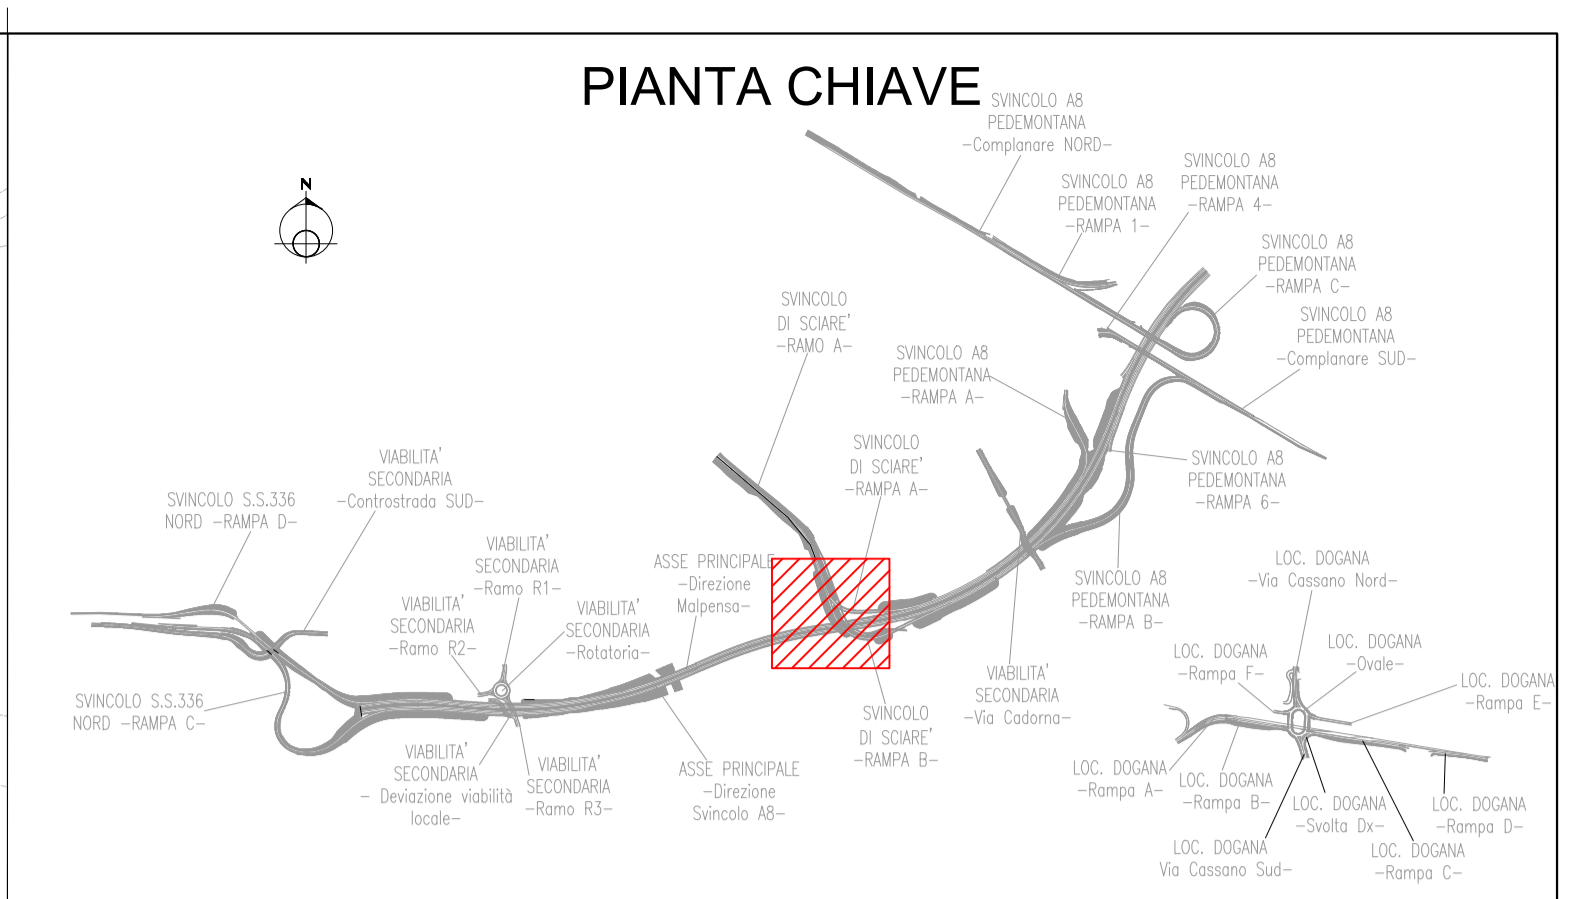 PIANTA CHIAVE
N
SVINCOLO A8
PEDEMONTANA
-Complanare NORD-
SVINCOLO A8
PEDEMONTANA
-RAMPA 1-
SVINCOLO A8
PEDEMONTANA
-RAMPA 4-
SVINCOLO A8
PEDEMONTANA
-RAMPA C-
SVINCOLO A8
PEDEMONTANA
-Complanare SUD-
SVINCOLO
DI SCIARE'
-RAMO A-
SVINCOLO A8
PEDEMONTANA
-RAMPA A-
SVINCOLO
DI SCIARE'
-RAMPA A-
SVINCOLO A8
PEDEMONTANA
-RAMPA 6-
VIABILITA'
SECONDARIA
-Controstrada SUD-
SVINCOLO S.S.336
NORD -RAMPA D-
VIABILITA'
SECONDARIA
-Ramo R1-
ASSE PRINCIPALE
-Direzione
Malpensa-
VIABILITA'
SECONDARIA
-Ramo R2-
VIABILITA'
SECONDARIA
-Rotatoria-
SVINCOLO A8
PEDEMONTANA
-RAMPA B-
LOC. DOGANA
-Via Cassano Nord-
LOC. DOGANA
-Rampa F-
LOC. DOGANA
-Ovale-
LOC. DOGANA
-Rampa E-
SVINCOLO S.S.336
NORD -RAMPA C-
VIABILITA'
SECONDARIA
-Via Cadorna-
SVINCOLO
DI SCIARE'
-RAMPA B-
VIABILITA'
SECONDARIA
- Deviazione viabilità
locale-
VIABILITA'
SECONDARIA
-Ramo R3-
ASSE PRINCIPALE
-Direzione
Svincolo A8-
LOC. DOGANA
-Rampa A-
LOC. DOGANA
-Rampa B-
LOC. DOGANA
-Svolta Dx-
LOC. DOGANA
-Rampa D-
LOC. DOGANA
Via Cassano Sud-
LOC. DOGANA
-Rampa C-